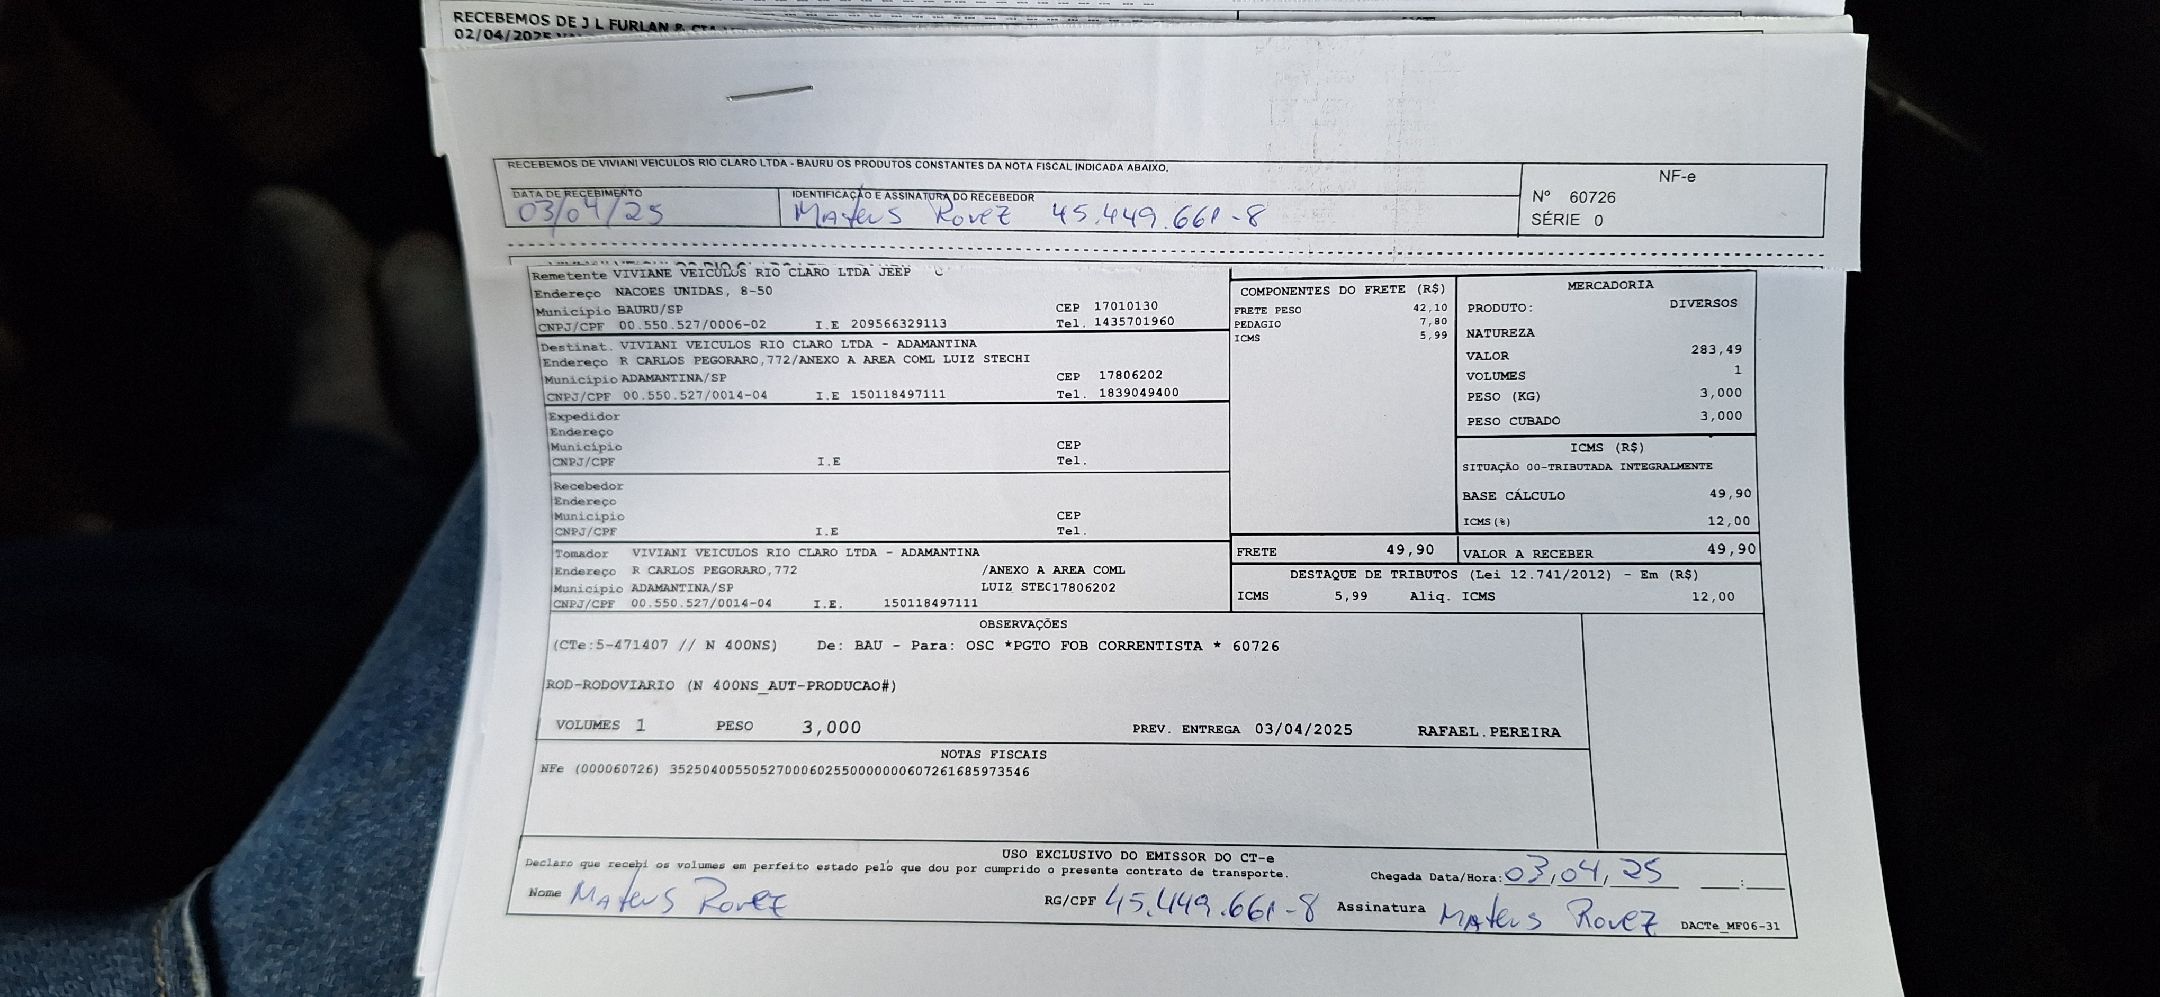 RECEBEMOS DE J L FURLAN &
02/04/2025
RECEBEMOS DE VIVIANI VEICULOS RIO CLARO LTDA - BAURU OS PRODUTOS CONSTANTES DA NOTA FISCAL INDICADA ABAIXO.
NF-e
Nº 60726
SÉRIE 0
DATA DE RECEBIMENTO
03/04/25
IDENTIFICAÇÃO E ASSINATURA DO RECEBEDOR
Mateus Rovez 45.449.661-8
Remetente VIVIANE VEICULOS RIO CLARO LTDA JEEP
Endereço NACOES UNIDAS, 8-50
Município BAURU/SP CEP 17010130
CNPJ/CPF 00.550.527/0006-02 I.E 209566329113 Tel. 1435701960
Destinat. VIVIANI VEICULOS RIO CLARO LTDA - ADAMANTINA
Endereço R CARLOS PEGORARO,772/ANEXO A AREA COML LUIZ STECHI
Município ADAMANTINA/SP CEP 17806202
CNPJ/CPF 00.550.527/0014-04 I.E 150118497111 Tel. 1839049400
Expedidor
Endereço
Município CEP
CNPJ/CPF I.E Tel.
Recebedor
Endereço
Município CEP
CNPJ/CPF I.E Tel.
Tomador VIVIANI VEICULOS RIO CLARO LTDA - ADAMANTINA
Endereço R CARLOS PEGORARO,772 /ANEXO A AREA COML
Município ADAMANTINA/SP LUIZ STEC17806202
CNPJ/CPF 00.550.527/0014-04 I.E. 150118497111
COMPONENTES DO FRETE (R$)
FRETE PESO 42,10
PEDAGIO 7,80
ICMS 5,99
MERCADORIA
PRODUTO: DIVERSOS
NATUREZA
VALOR 283,49
VOLUMES 1
PESO (KG) 3,000
PESO CUBADO 3,000
ICMS (R$)
SITUAÇÃO 00-TRIBUTADA INTEGRALMENTE
BASE CÁLCULO 49,90
ICMS(%) 12,00
FRETE 49,90 VALOR A RECEBER 49,90
DESTAQUE DE TRIBUTOS (Lei 12.741/2012) - Em (R$)
ICMS 5,99 Aliq. ICMS 12,00
OBSERVAÇÕES
(CTe:5-471407 // N 400NS) De: BAU - Para: OSC *PGTO FOB CORRENTISTA * 60726
ROD-RODOVIARIO (N 400NS_AUT-PRODUCAO#)
VOLUMES 1 PESO 3,000 PREV. ENTREGA 03/04/2025 RAFAEL.PEREIRA
NOTAS FISCAIS
NFe (000060726) 35250400550527000602550000000607261685973546
USO EXCLUSIVO DO EMISSOR DO CT-e
Declaro que recebi os volumes em perfeito estado pelo que dou por cumprido o presente contrato de transporte. Chegada Data/Hora: 03,04,25 __:__
Nome Mateus Rovez RG/CPF 45.449.661-8 Assinatura Mateus Rovez DACTe_MF06-31